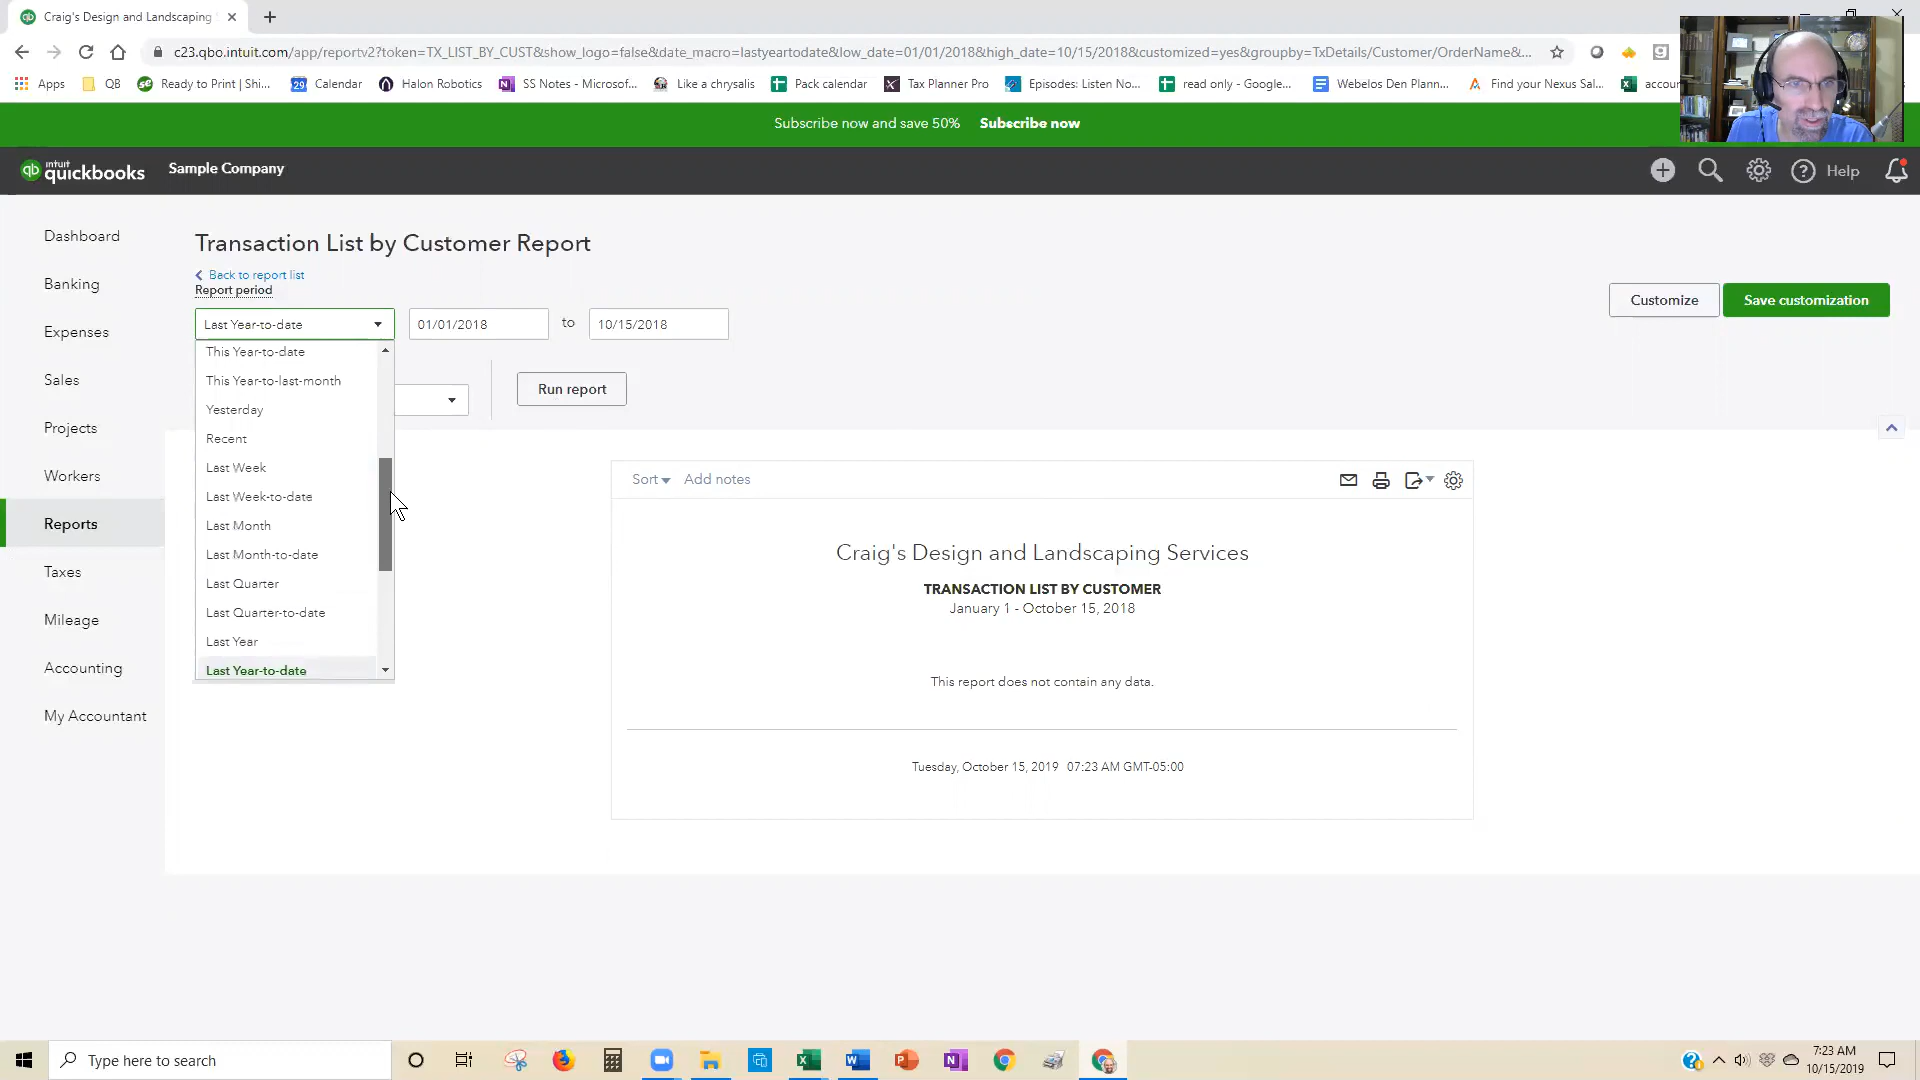 Craig's Design and Landscaping
c23.qbo.intuit.com/app/reportv2?token=TX_LIST_BY_CUST&show_logo=false&date_macro=lastyeartodate&low_date=01/01/2018&high_date=10/15/2018&customized=yes&groupby=TxDetails/Customer/OrderName&...
Apps QB Ready to Print | Shi... Calendar Halon Robotics SS Notes - Microsof... Like a chrysalis Pack calendar Tax Planner Pro Episodes: Listen No... read only - Google... Webelos Den Plann... Find your Nexus Sal... accou
Subscribe now and save 50% Subscribe now
intuit quickbooks Sample Company Help
Dashboard
Banking
Expenses
Sales
Projects
Workers
Reports
Taxes
Mileage
Accounting
My Accountant
Transaction List by Customer Report
Back to report list
Report period
Last Year-to-date 01/01/2018 to 10/15/2018
Customize Save customization
Run report
This Year-to-date
This Year-to-last-month
Yesterday
Recent
Last Week
Last Week-to-date
Last Month
Last Month-to-date
Last Quarter
Last Quarter-to-date
Last Year
Last Year-to-date
Sort Add notes
Craig's Design and Landscaping Services
TRANSACTION LIST BY CUSTOMER
January 1 - October 15, 2018
This report does not contain any data.
Tuesday, October 15, 2019 07:23 AM GMT-05:00
Type here to search
7:23 AM
10/15/2019